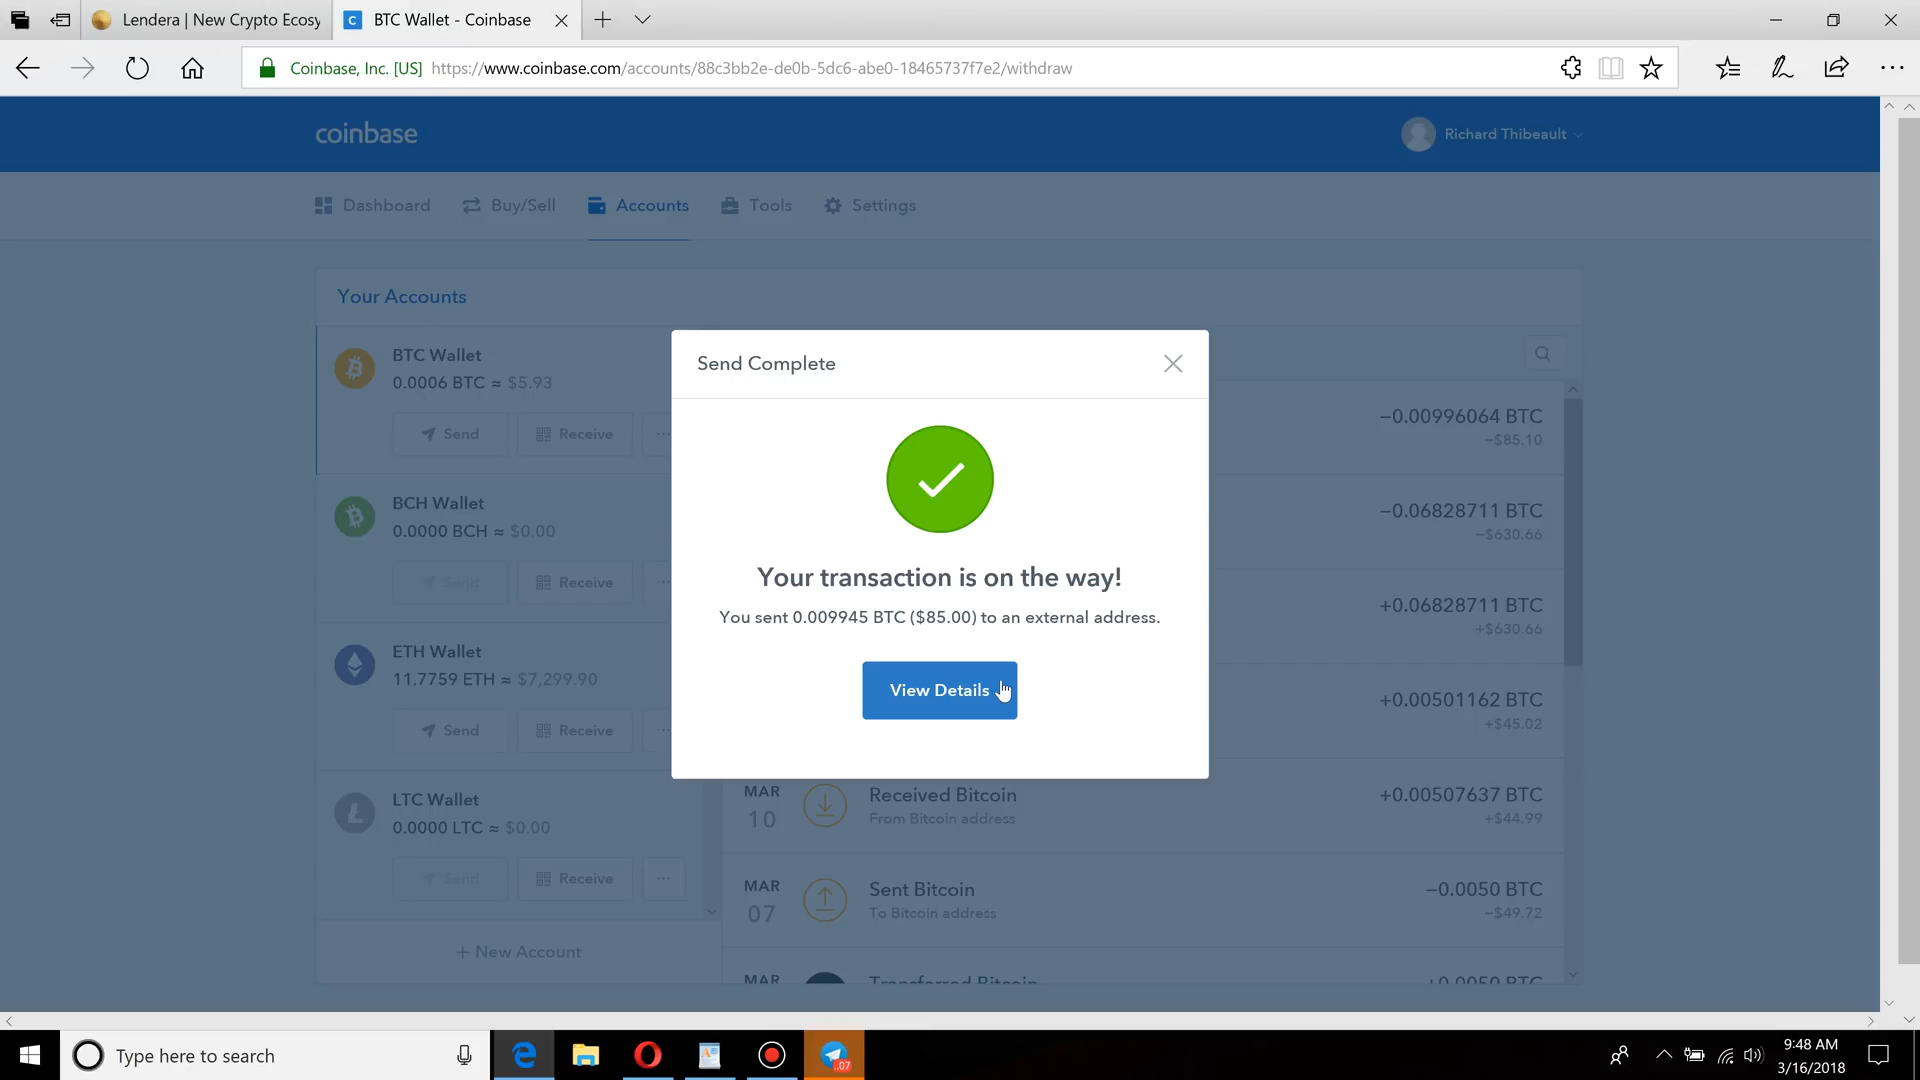 Lendera | New Crypto Ecosy
BTC Wallet - Coinbase
Coinbase, Inc. [US] https://www.coinbase.com/accounts/88c3bb2e-de0b-5dc6-abe0-18465737f7e2/withdraw
coinbase
Richard Thibeault
Dashboard
Buy/Sell
Accounts
Tools
Settings
Your Accounts
BTC Wallet
0.0006 BTC ≈ $5.93
Send
Receive
BCH Wallet
0.0000 BCH ≈ $0.00
Send
Receive
ETH Wallet
11.7759 ETH ≈ $7,299.90
Send
Receive
LTC Wallet
0.0000 LTC ≈ $0.00
Send
Receive
+ New Account
Send Complete
Your transaction is on the way!
You sent 0.009945 BTC ($85.00) to an external address.
View Details
−0.00996064 BTC
−$85.10
−0.06828711 BTC
−$630.66
+0.06828711 BTC
+$630.66
+0.00501162 BTC
+$45.02
MAR
10
Received Bitcoin
From Bitcoin address
+0.00507637 BTC
+$44.99
MAR
07
Sent Bitcoin
To Bitcoin address
−0.0050 BTC
−$49.72
MAR
Transferred Bitcoin
+0.0050 BTC
Type here to search
..07
9:48 AM
3/16/2018